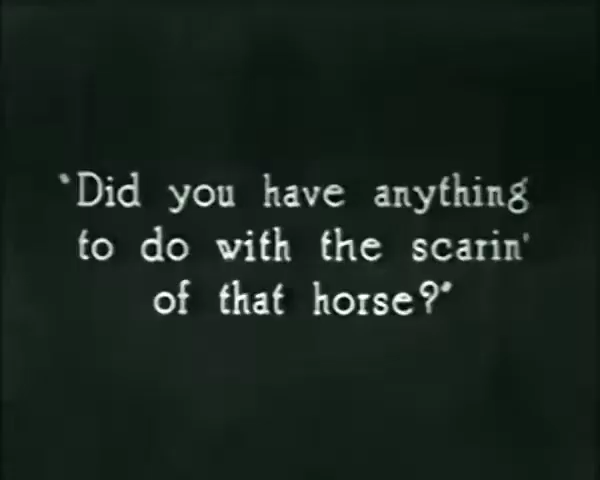 "Did you have anything
to do with the scarin'
of that horse?"